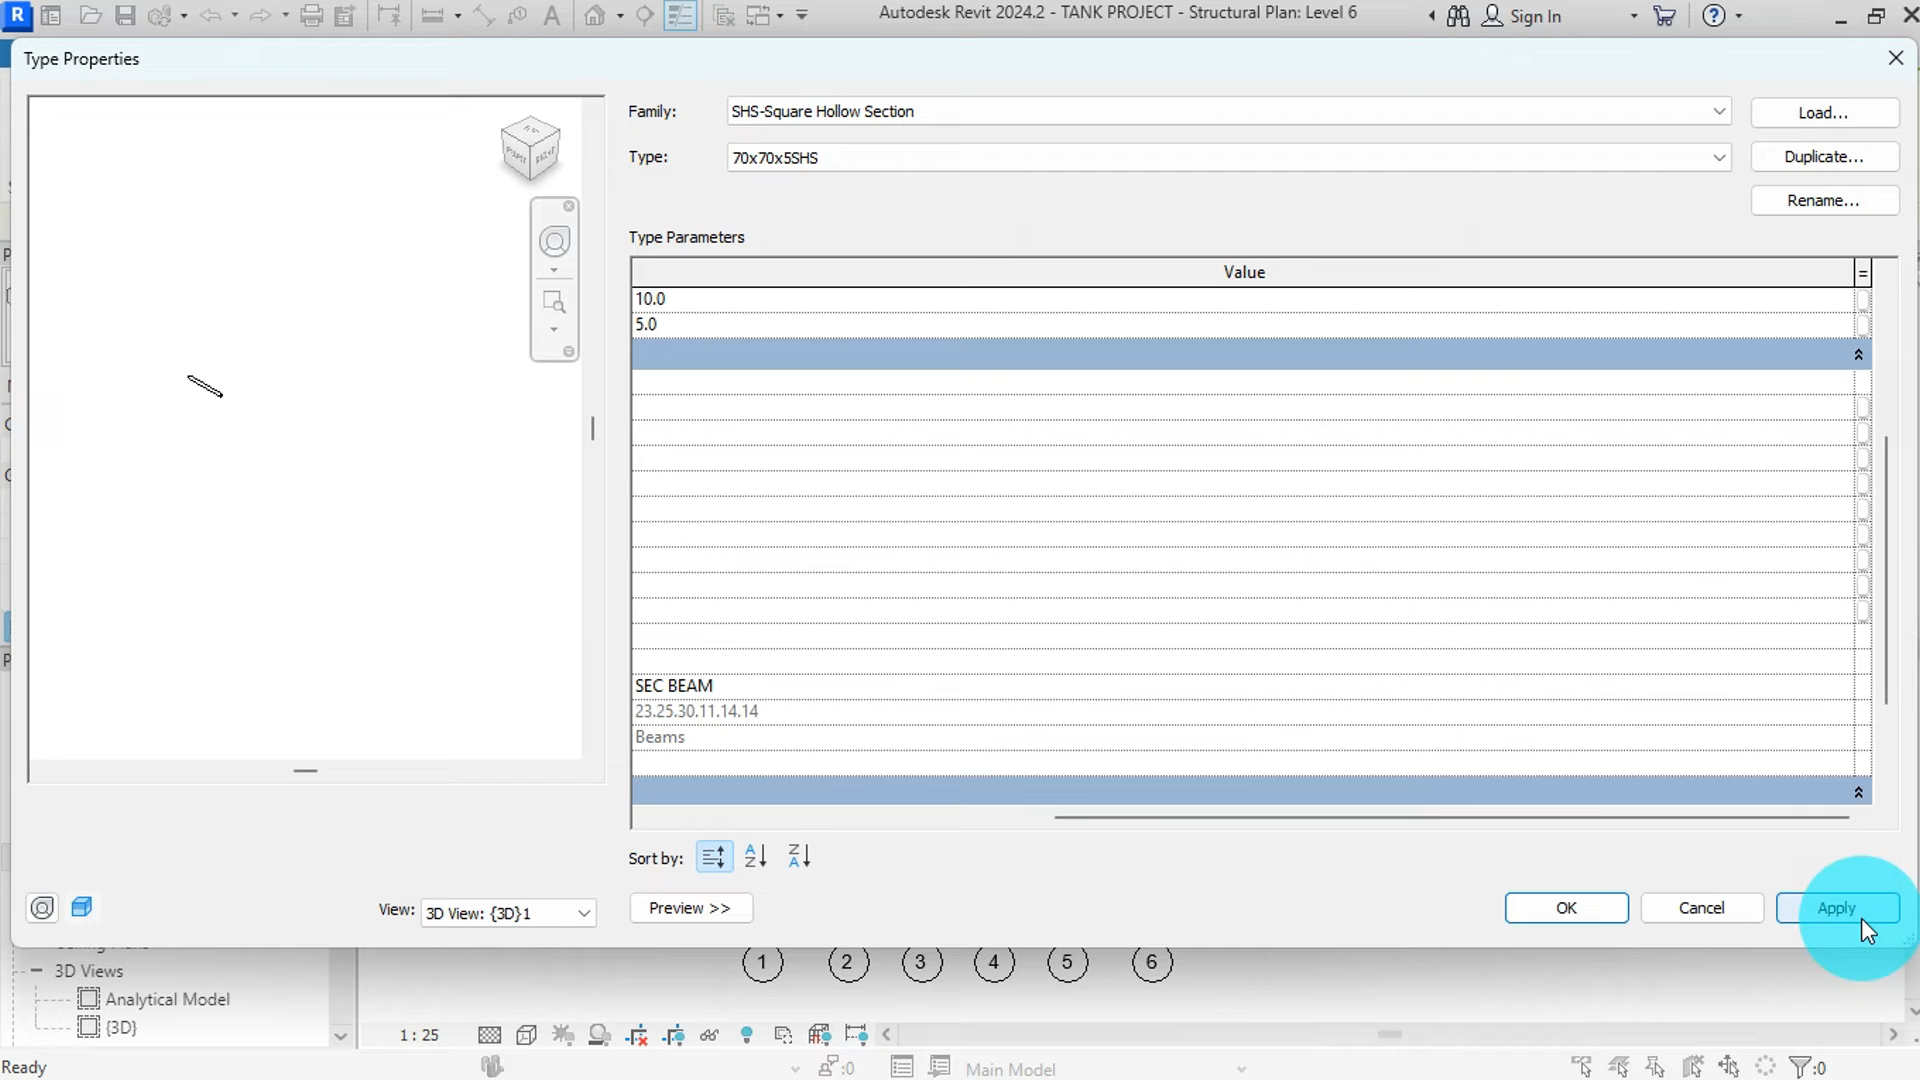 Autodesk Revit 2024.2 - TANK PROJECT - Structural Plan: Level 6
Sign In
Type Properties
Family:
SHS-Square Hollow Section
Load...
Type:
70x70x5SHS
Duplicate...
Rename...
Type Parameters
Value
=
10.0
5.0
SEC BEAM
23.25.30.11.14.14
Beams
Sort by:
View:
3D View: {3D}1
Preview >>
OK
Cancel
Apply
3D Views
Analytical Model
{3D}
1 2 3 4 5 6
1 : 25
Ready
:0
Main Model
:0